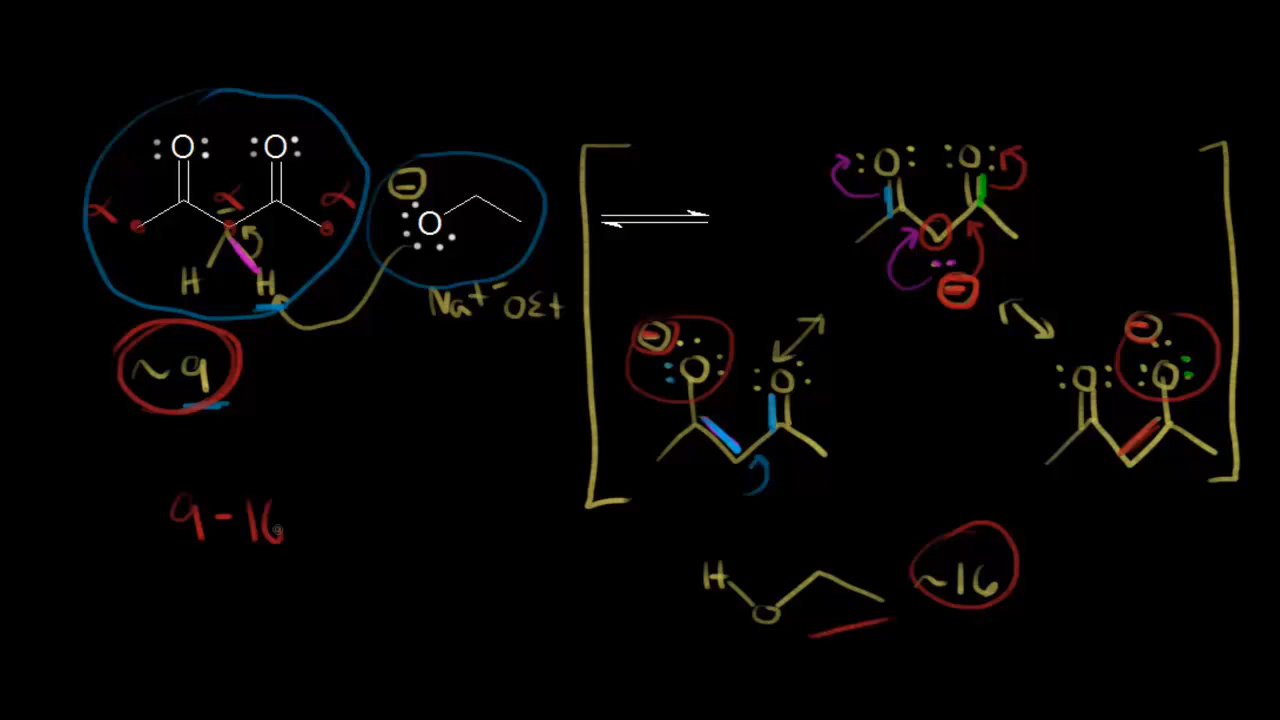 :O: :O:
α α α
H H
− O
Na+ −OEt
~9
9-16
:O: :O:
−
− O :O:
:O: − O
H O ~16